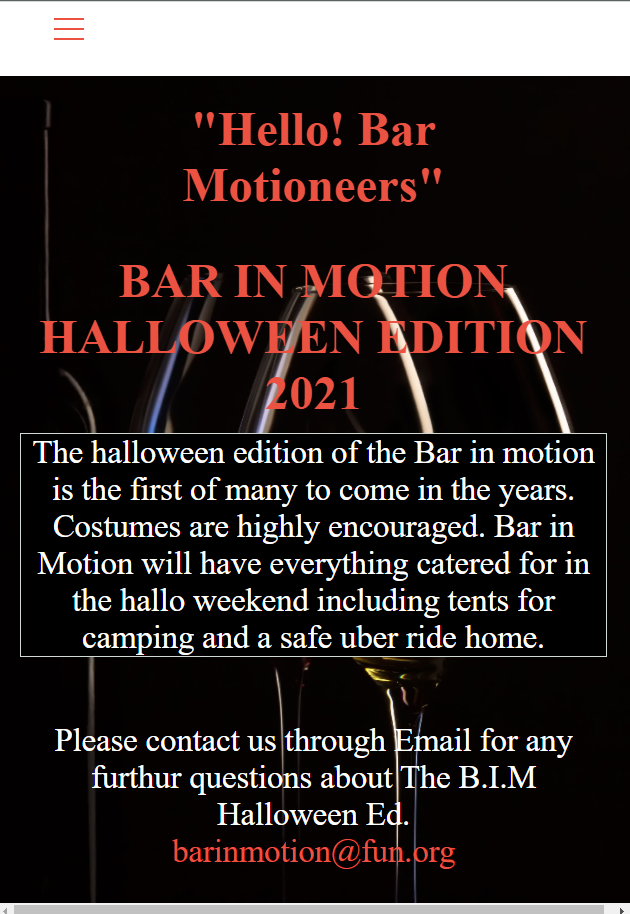 "Hello! Bar
Motioneers"
BAR IN MOTION
HALLOWEEN EDITION
2021
The halloween edition of the Bar in motion
is the first of many to come in the years.
Costumes are highly encouraged. Bar in
Motion will have everything catered for in
the hallo weekend including tents for
camping and a safe uber ride home.
Please contact us through Email for any
furthur questions about The B.I.M
Halloween Ed.
barinmotion@fun.org